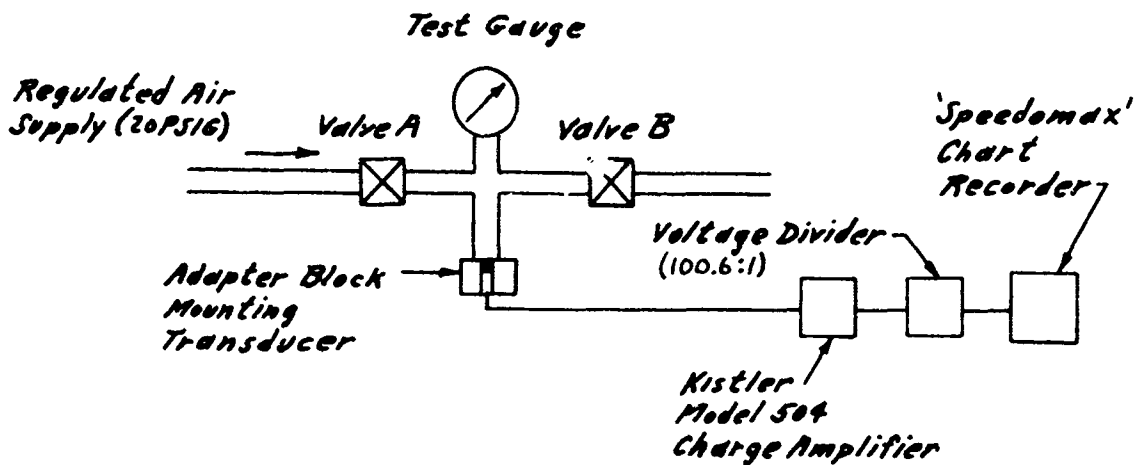 Test Gauge
Regulated Air
Supply (20PSIG)
Valve A
Valve B
'Speedomax'
Chart
Recorder
Voltage Divider
(100.6:1)
Adapter Block
Mounting
Transducer
Kistler
Model 504
Charge Amplifier